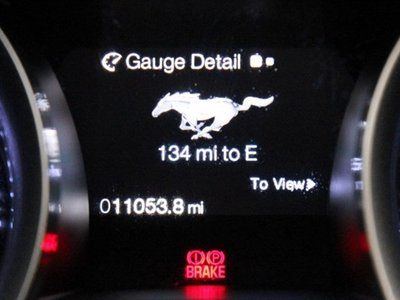 Gauge Detail
134 mi to E
To View
011053.8 mi
BRAKE